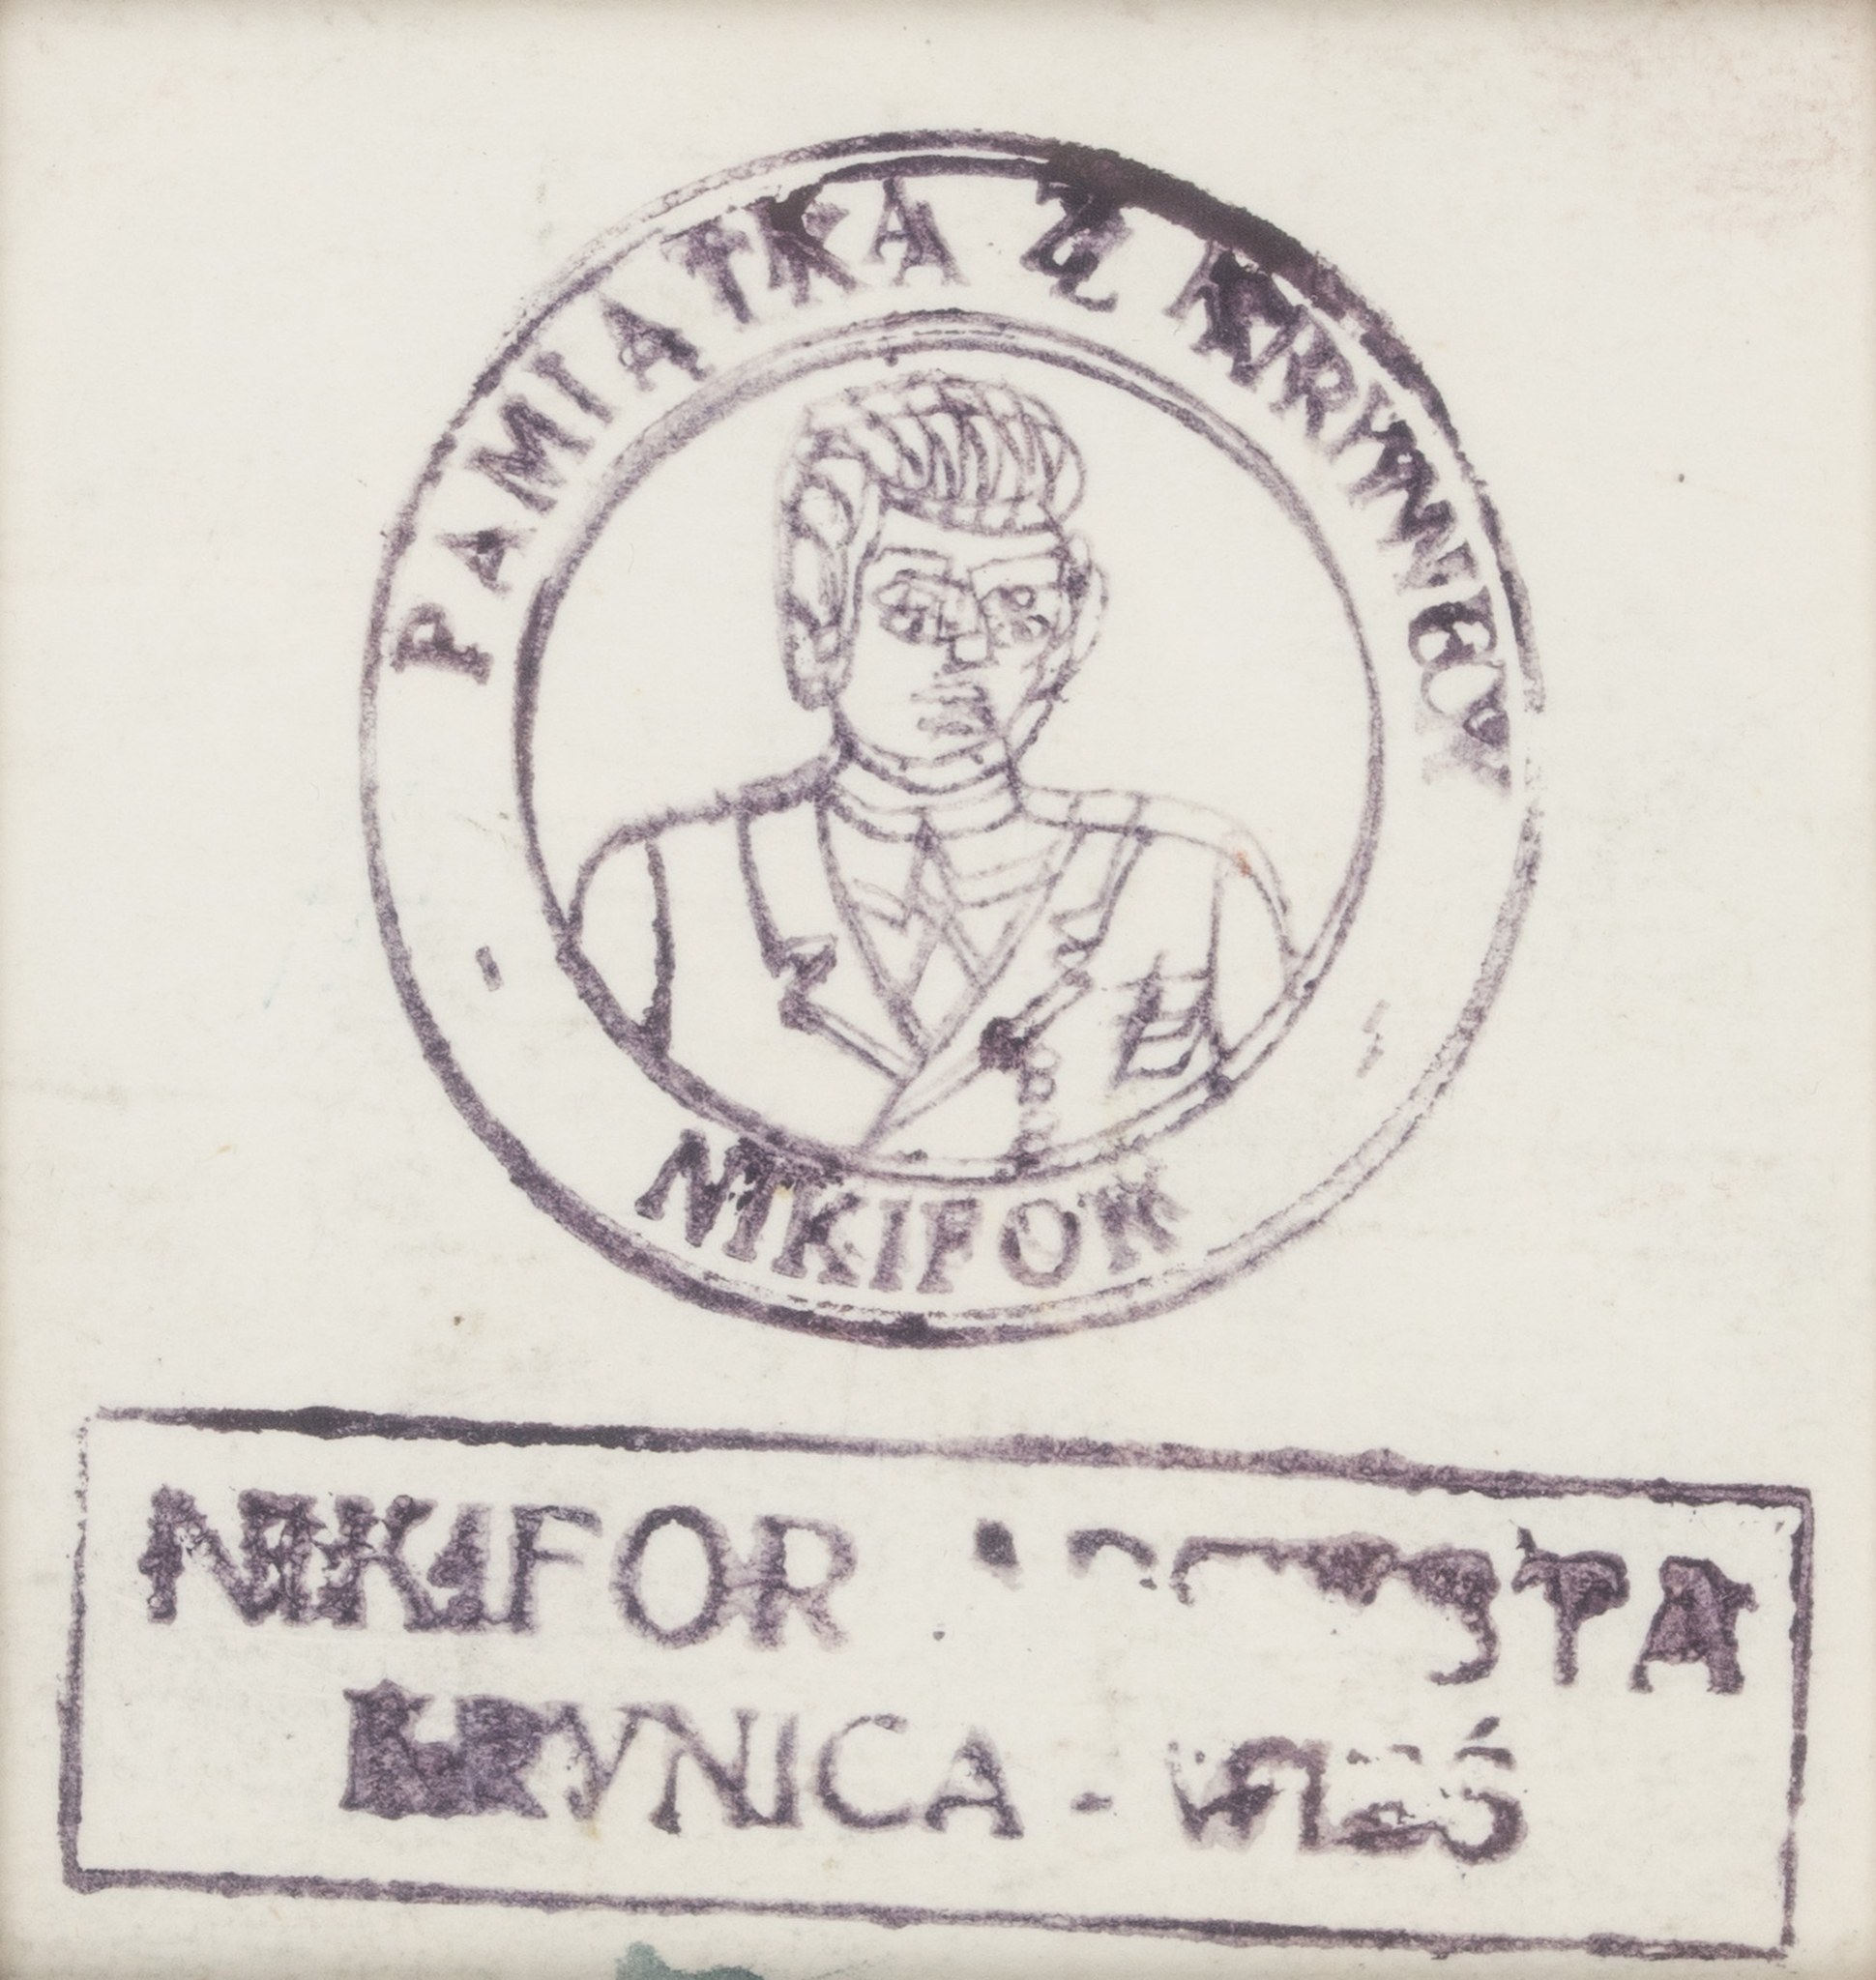 PAMIATKA Z KRYNICY
NIKIFOR
NIKIFOR
KRYNICA - WIEŚ